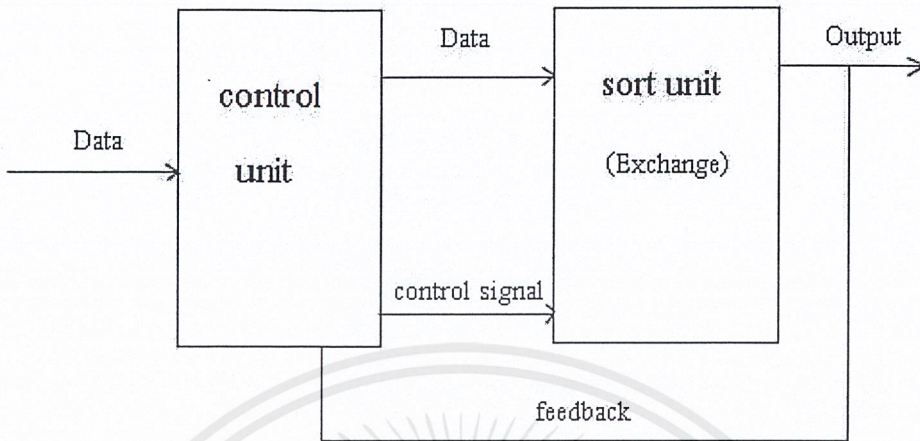 Data
control
unit
Data
control signal
sort unit
(Exchange)
Output
feedback